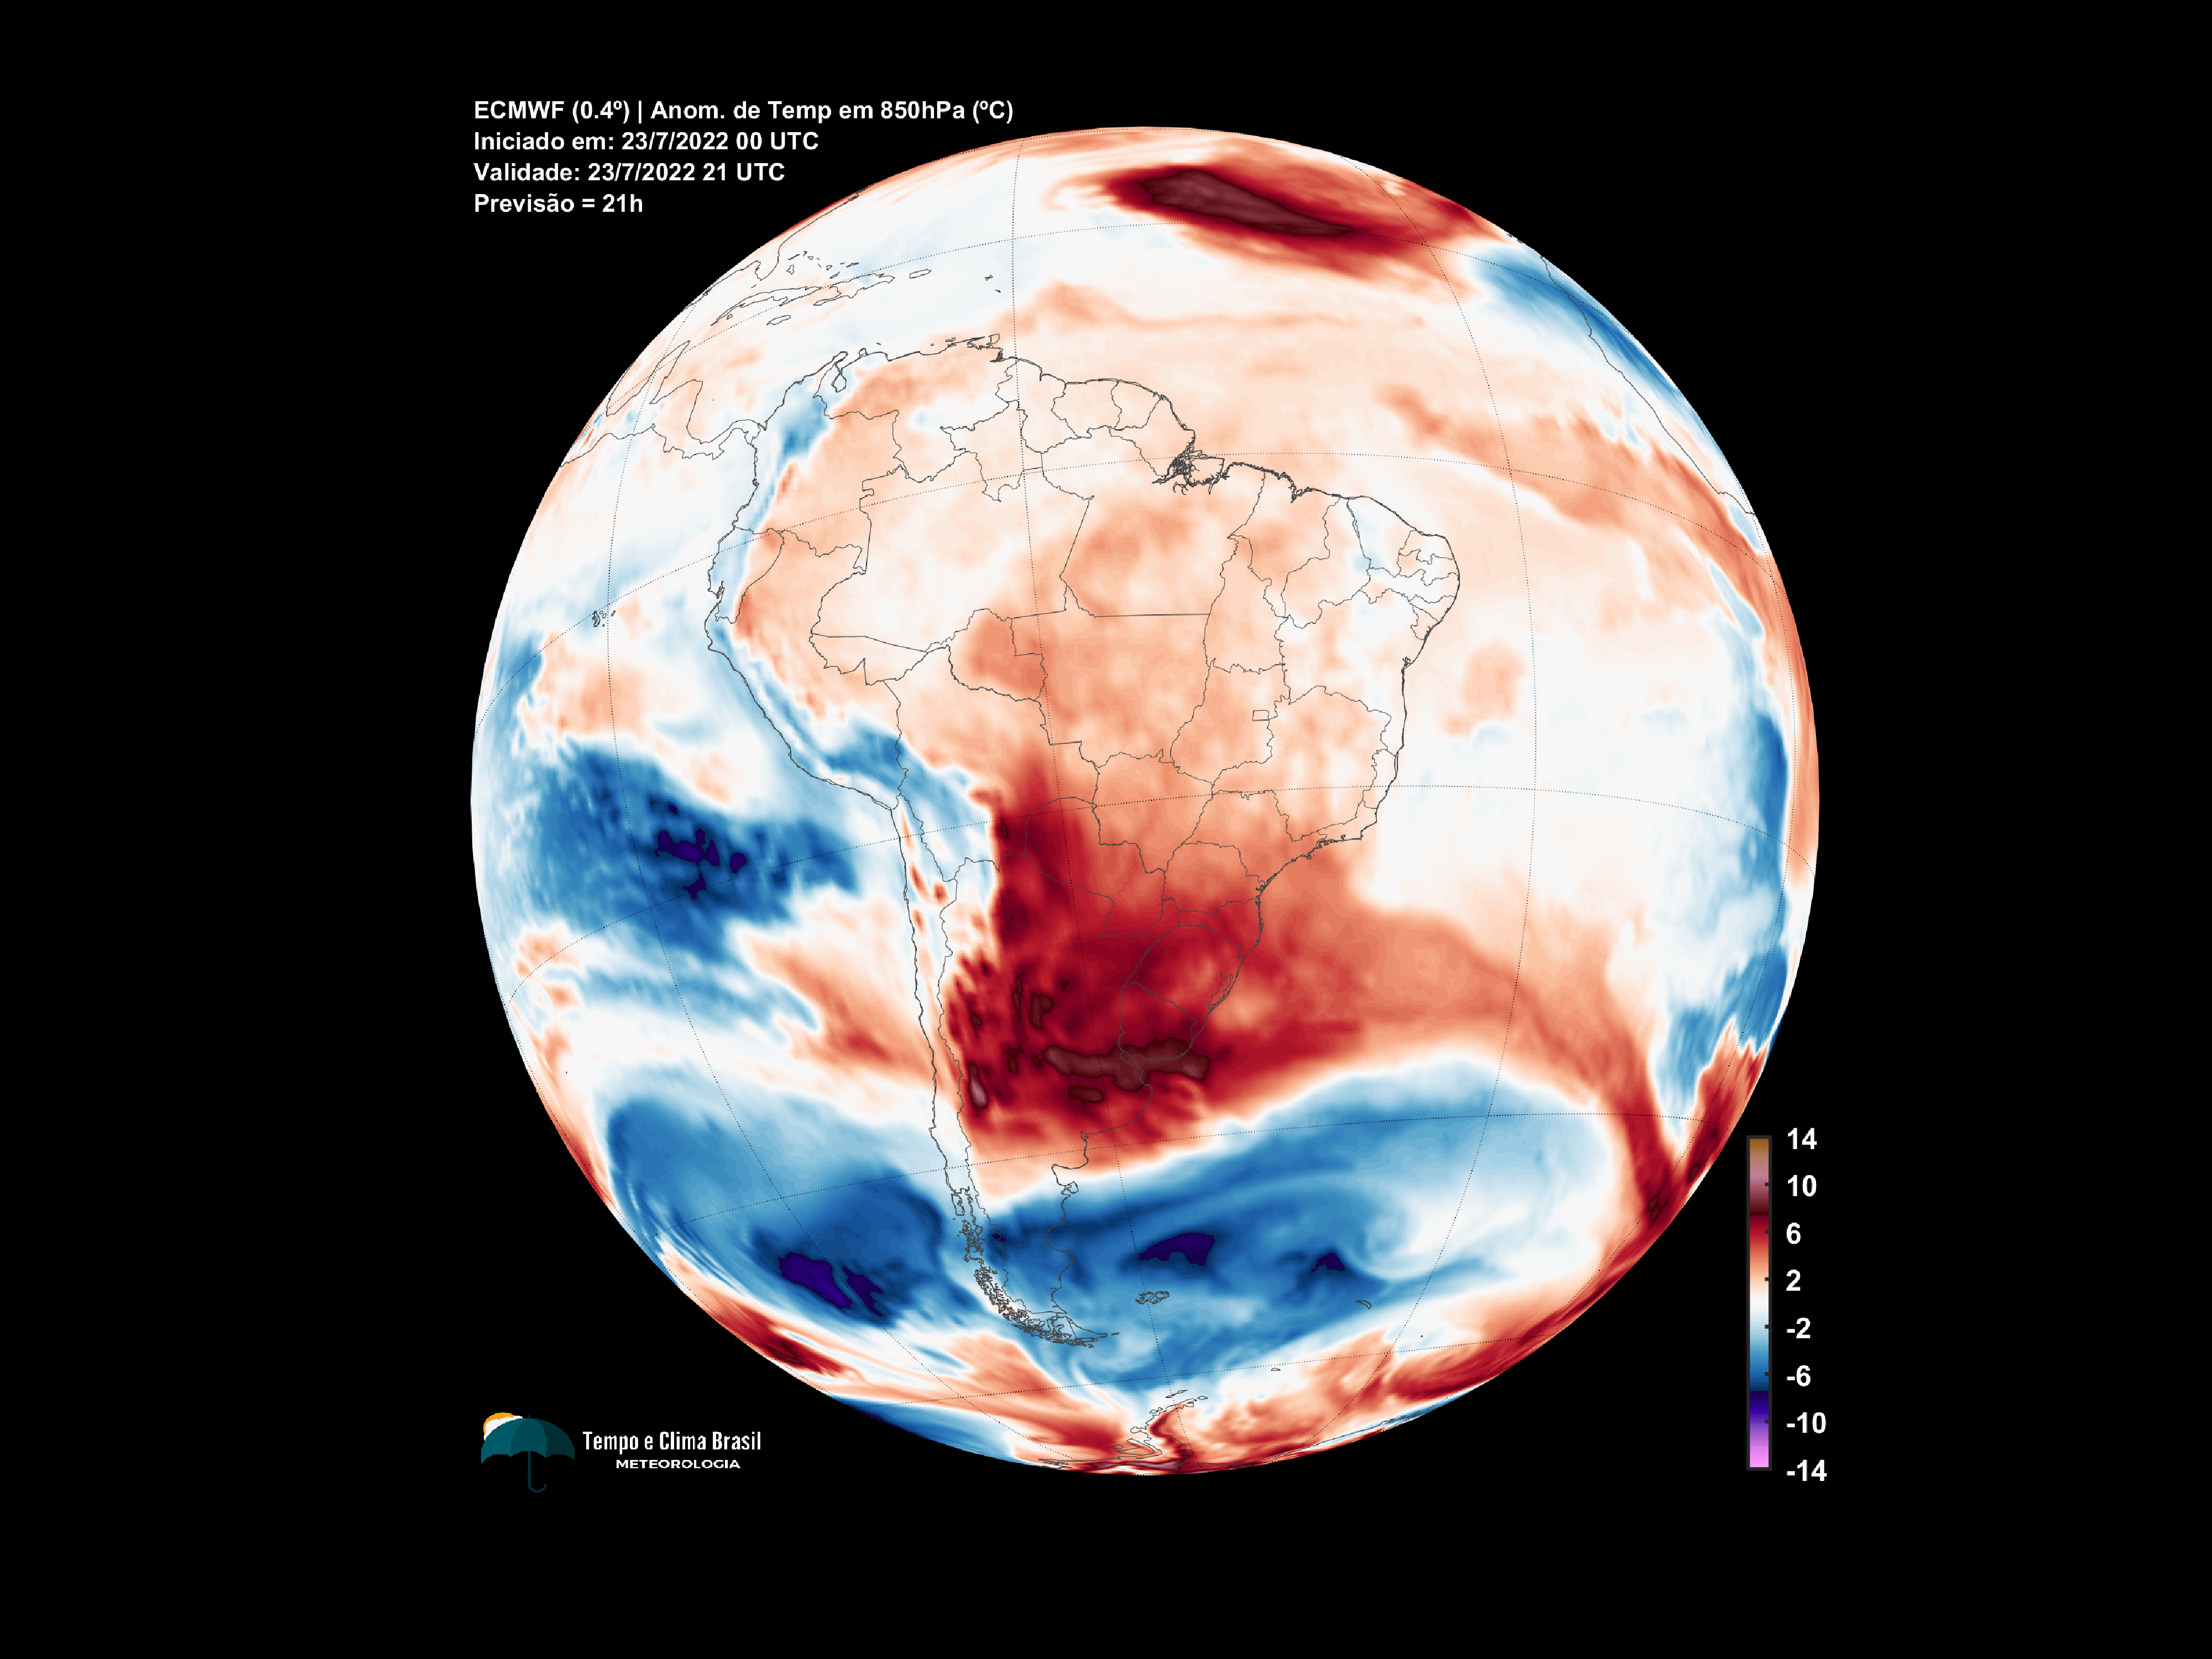 ECMWF (0.4º) | Anom. de Temp em 850hPa (ºC)
Iniciado em: 23/7/2022 00 UTC
Validade: 23/7/2022 21 UTC
Previsão = 21h
14
10
6
2
-2
-6
-10
-14
Tempo e Clima Brasil
METEOROLOGIA